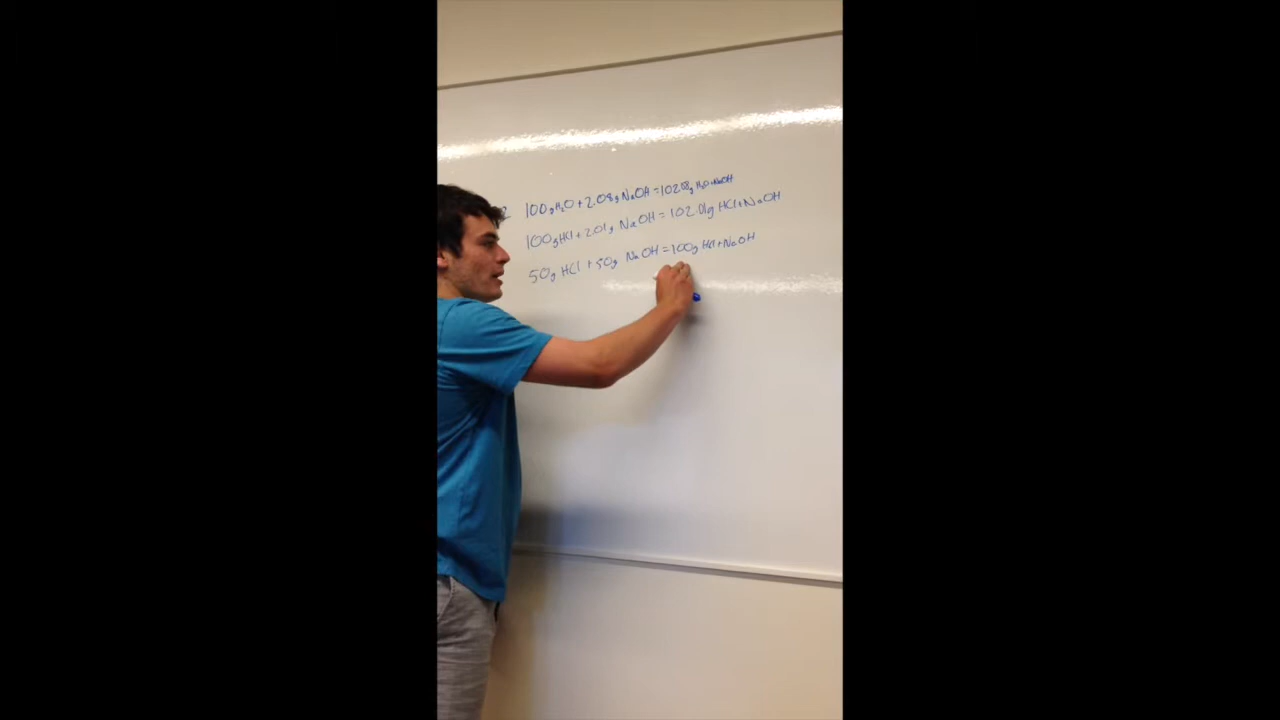 2 100g H2O + 2.08g NaOH = 102.08g H2O+NaOH
100g HCl + 2.01g NaOH = 102.01g HCl+NaOH
50g HCl + 50g NaOH = 100g HCl+NaOH